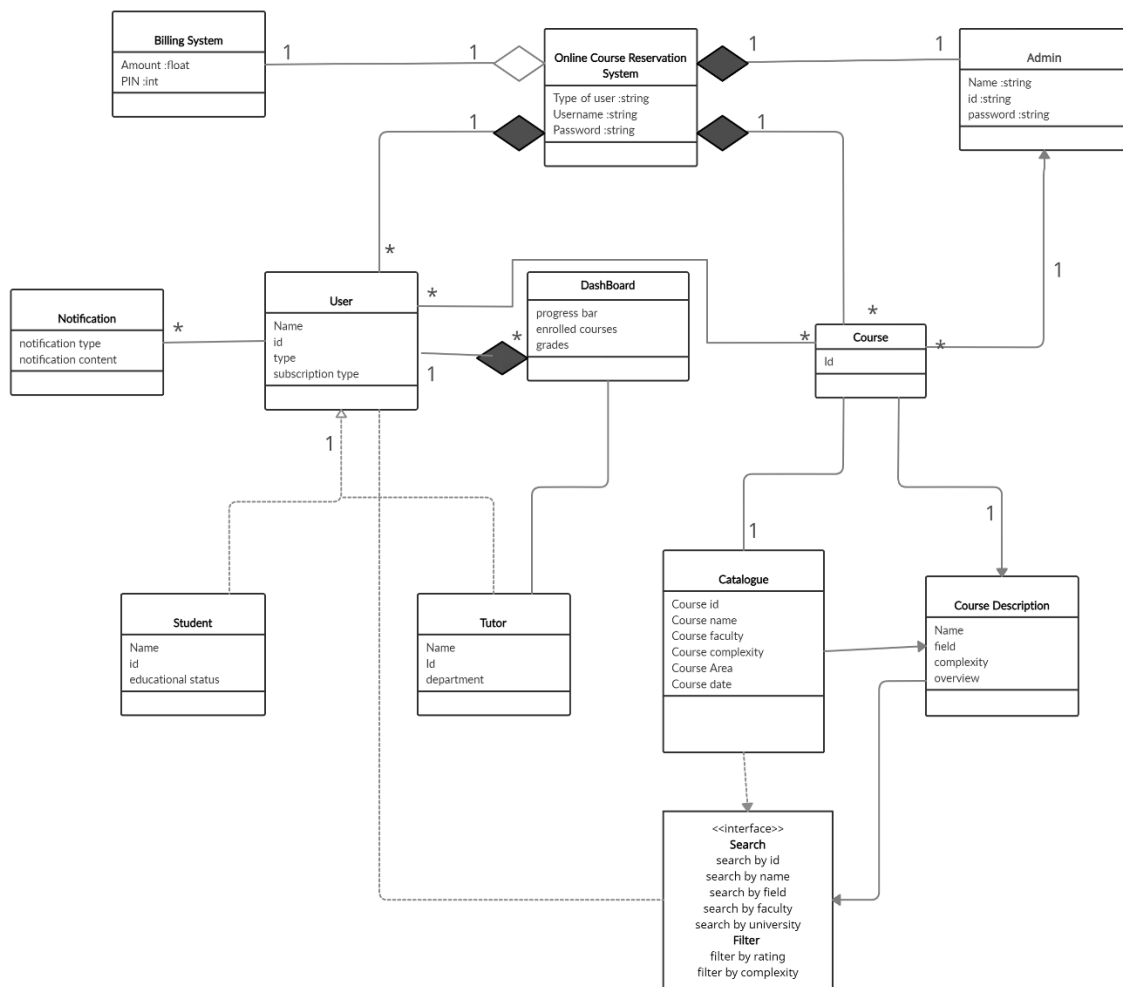 Billing System
Amount :float
PIN :int
1
1
Online Course Reservation
System
Type of user :string
Username :string
Password :string
1
1
Admin
Name :string
id :string
password :string
1
1
*
*
1
User
Name
id
type
subscription type
*
1
Notification
notification type
notification content
*
DashBoard
progress bar
enrolled courses
grades
*
Course
Id
*
*
1
1
1
Student
Name
id
educational status
Tutor
Name
Id
department
Catalogue
Course id
Course name
Course faculty
Course complexity
Course Area
Course date
Course Description
Name
field
complexity
overview
<<interface>>
Search
search by id
search by name
search by field
search by faculty
search by university
Filter
filter by rating
filter by complexity